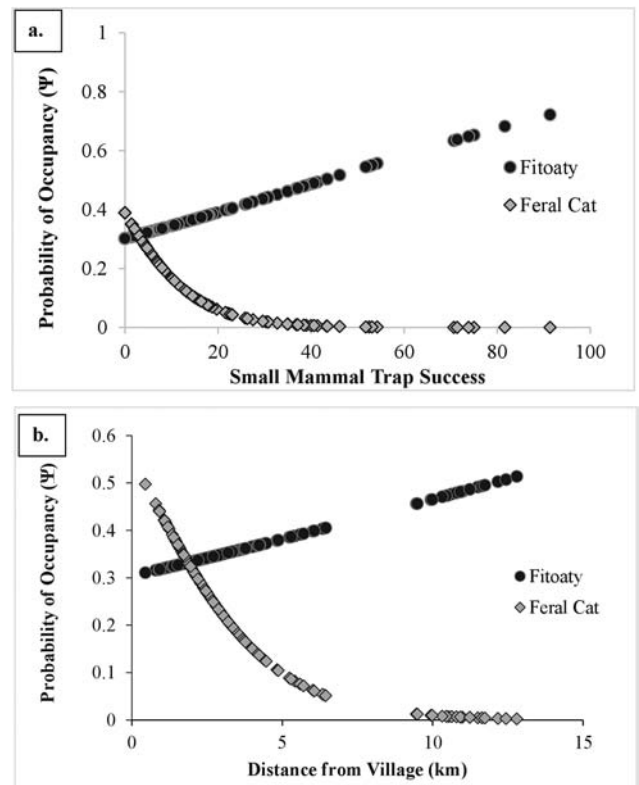 a.
Probability of Occupancy (Ψ)
1
0.8
0.6
0.4
0.2
0
Fitoaty
Feral Cat
0 20 40 60 80 100
Small Mammal Trap Success
b.
Probability of Occupancy (Ψ)
0.6
0.5
0.4
0.3
0.2
0.1
0
Fitoaty
Feral Cat
0 5 10 15
Distance from Village (km)